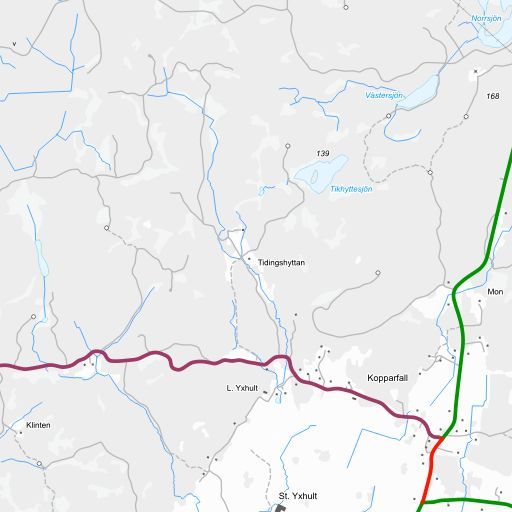 Norrsjön
v
Västersjön
168
139
Tikhyttesjön
Tidingshyttan
Mon
Kopparfall
L. Yxhult
Klinten
St. Yxhult